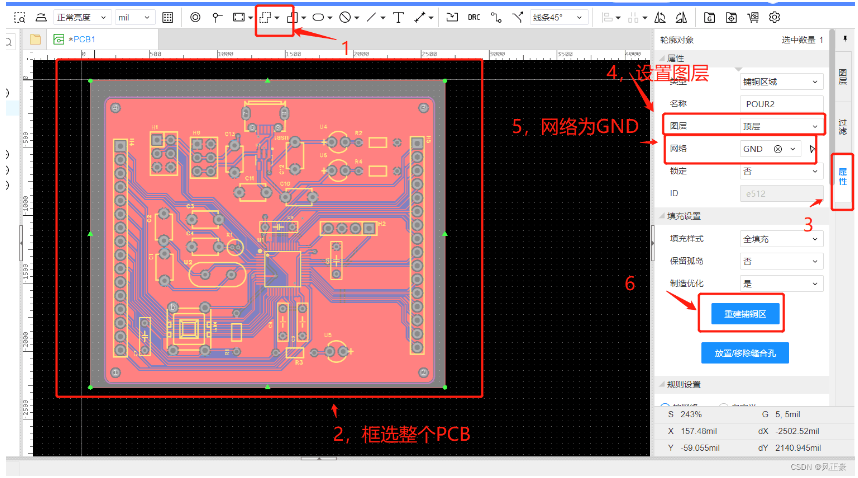 正常亮度 mil DRC 线条45°
1
*PCB1
轮廓对象 选中数量 1
属性
图层
过滤
属性
4，设置图层
类型 铺铜区域
名称 POUR2
图层 顶层
5，网络为GND
网络 GND
锁定 否
ID e512
3
填充设置
填充样式 全填充
保留孤岛 否
制造优化 是
6
重建铺铜区
放置/移除缝合孔
规则设置
2，框选整个PCB
S 243% G 5, 5mil
X 157.48mil dX -2502.52mil
Y -59.055mil dY 2140.945mil
CSDN @风正豪